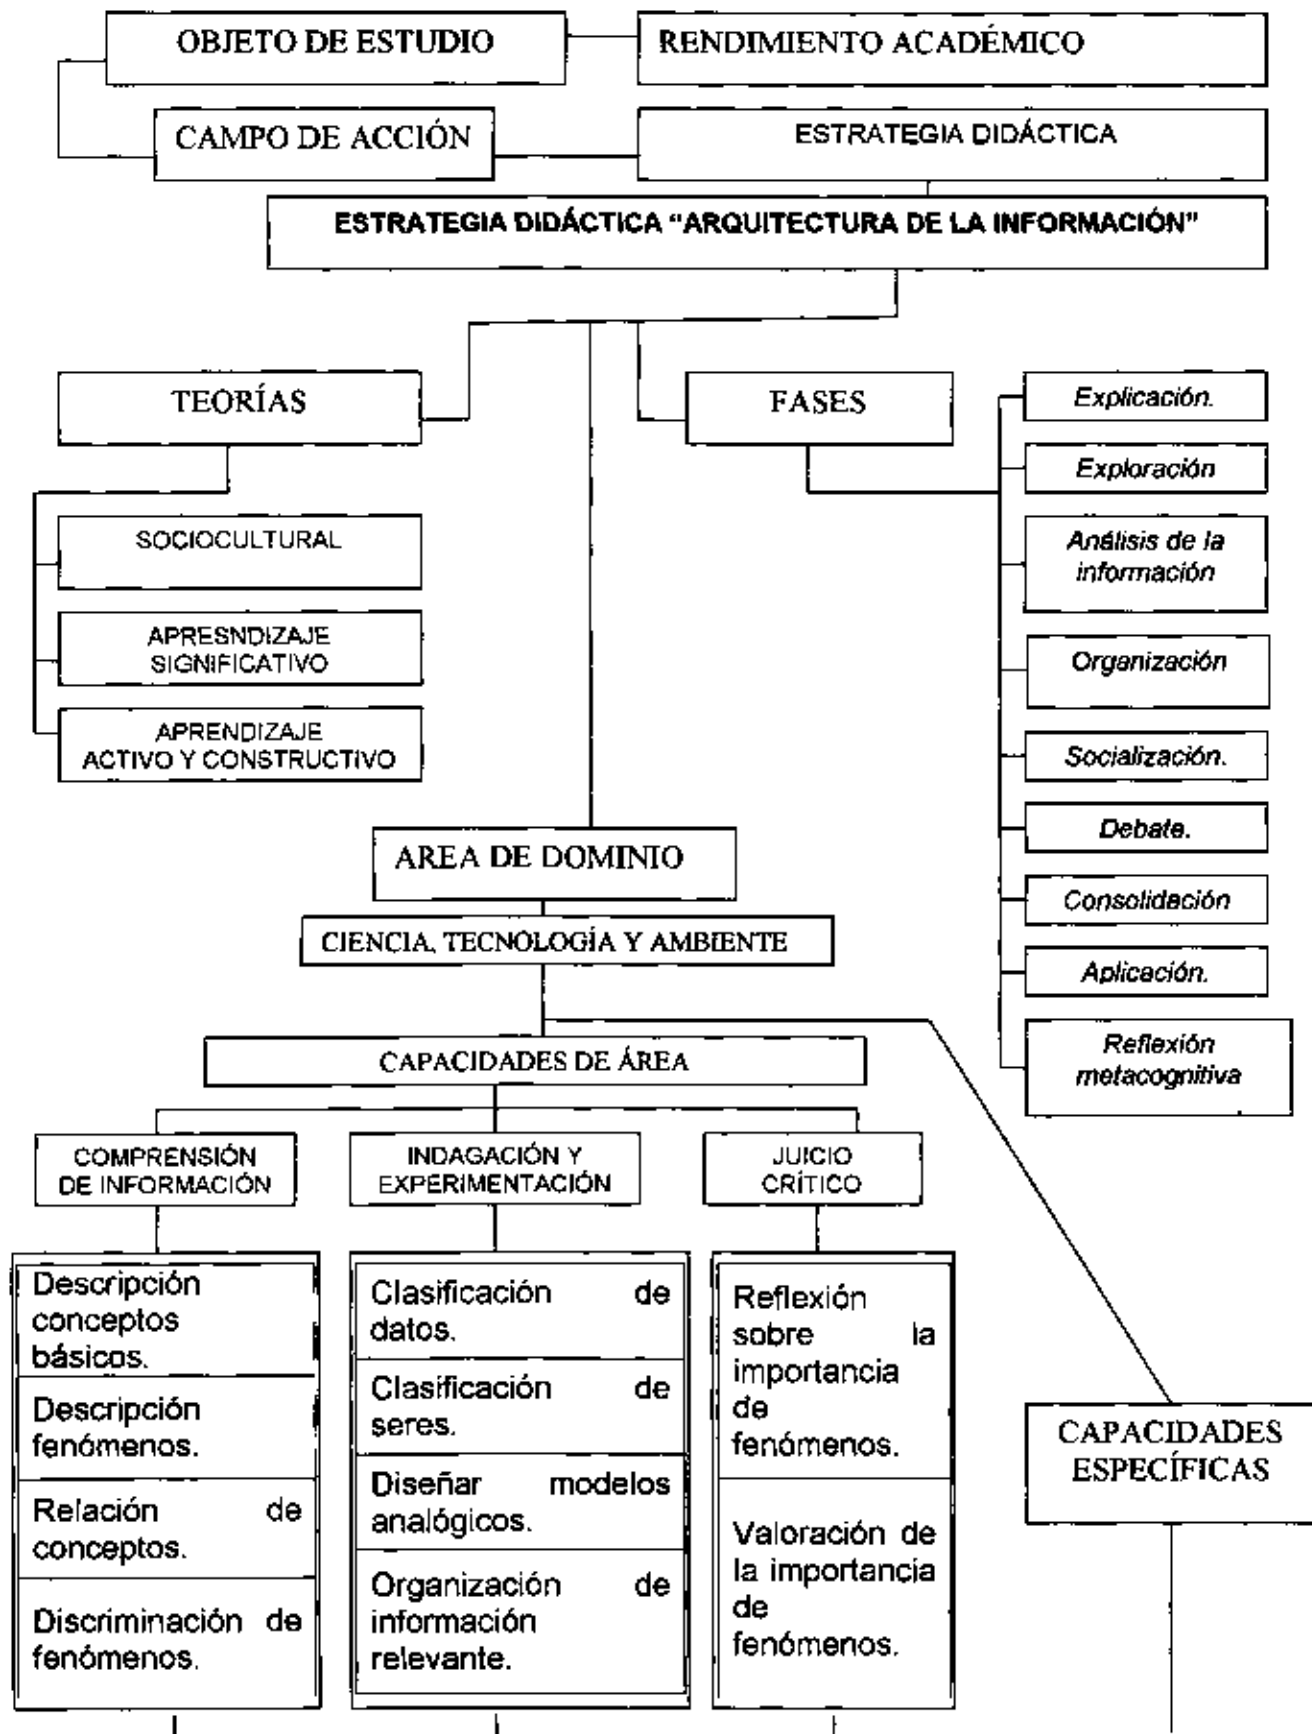 OBJETO DE ESTUDIO
RENDIMIENTO ACADÉMICO
CAMPO DE ACCIÓN
ESTRATEGIA DIDÁCTICA
ESTRATEGIA DIDÁCTICA “ARQUITECTURA DE LA INFORMACIÓN”
TEORÍAS
SOCIOCULTURAL
APRESNDIZAJE
SIGNIFICATIVO
APRENDIZAJE
ACTIVO Y CONSTRUCTIVO
FASES
Explicación.
Exploración
Análisis de la
información
Organización
Socialización.
Debate.
Consolidación
Aplicación.
Reflexión
metacognitiva
AREA DE DOMINIO
CIENCIA, TECNOLOGÍA Y AMBIENTE
CAPACIDADES DE ÁREA
COMPRENSIÓN
DE INFORMACIÓN
Descripción
conceptos
básicos.
Descripción
fenómenos.
Relación de
conceptos.
Discriminación de
fenómenos.
INDAGACIÓN Y
EXPERIMENTACIÓN
Clasificación de
datos.
Clasificación de
seres.
Diseñar modelos
analógicos.
Organización de
información
relevante.
JUICIO
CRÍTICO
Reflexión
sobre la
importancia
de
fenómenos.
Valoración de
la importancia
de
fenómenos.
CAPACIDADES
ESPECÍFICAS